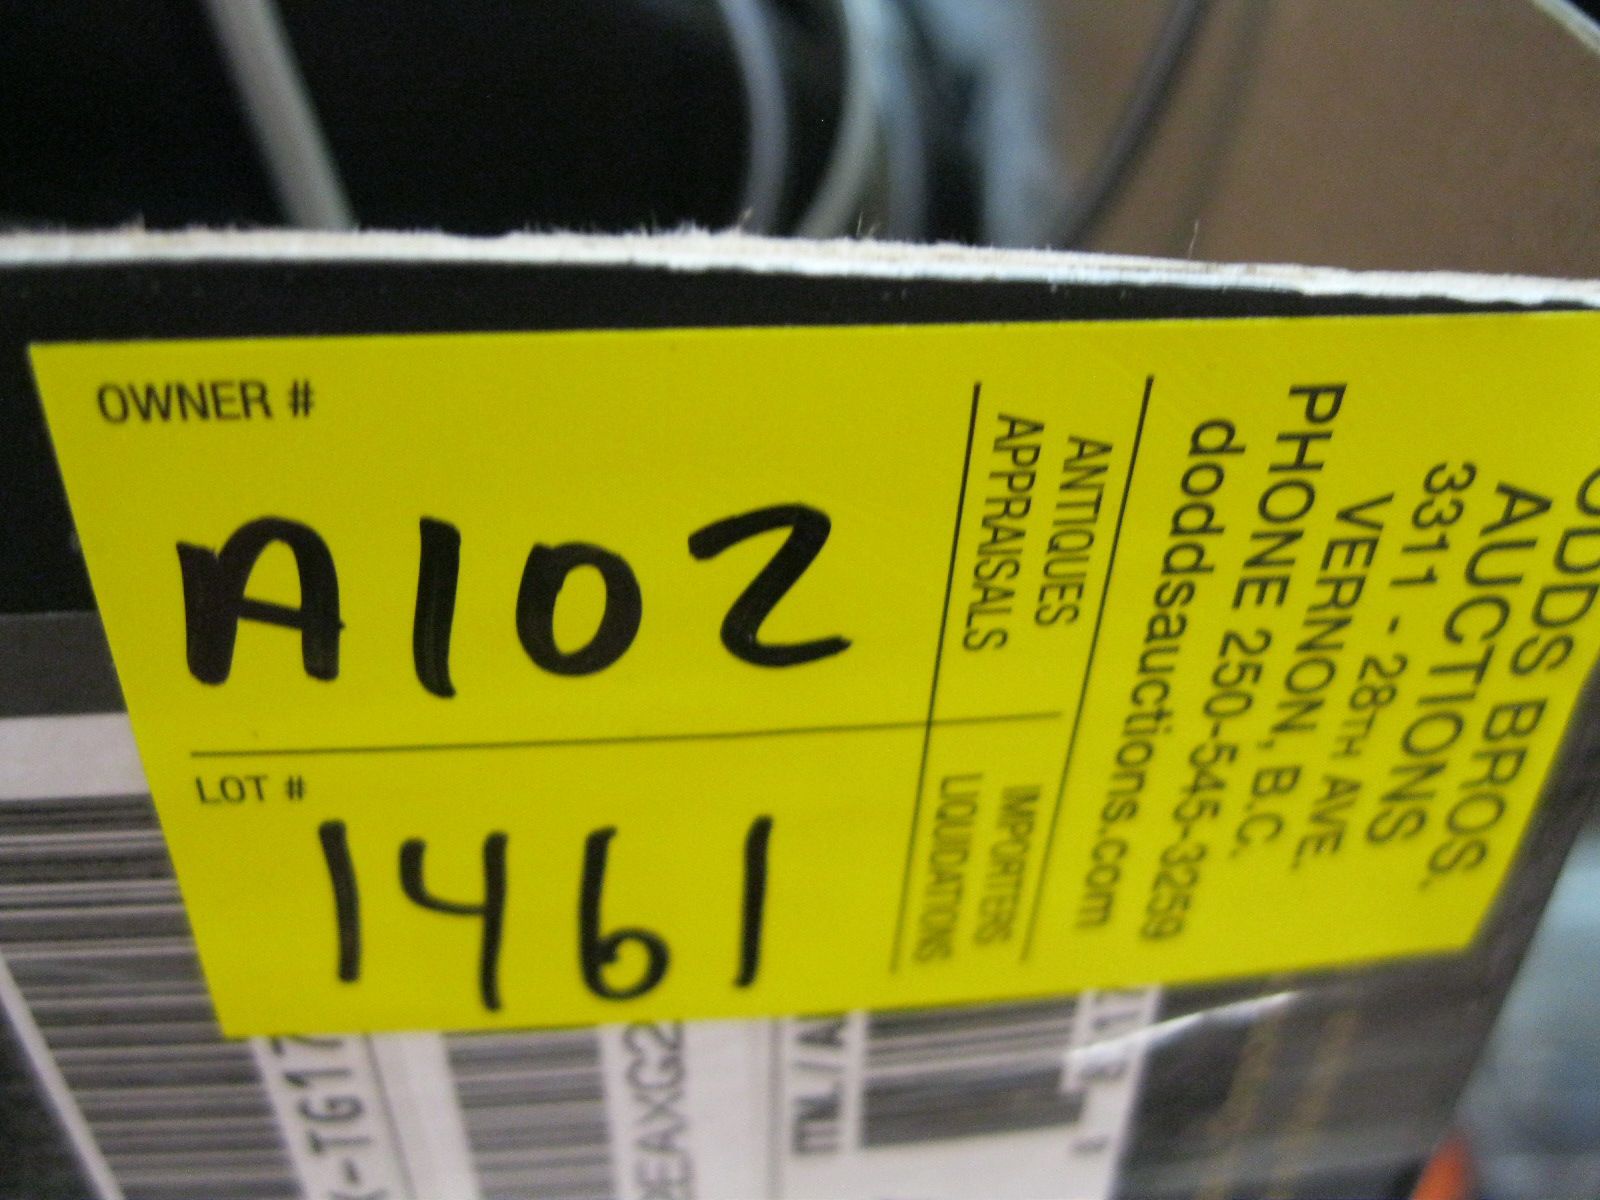 OWNER #
A102
LOT #
1461
ANTIQUES
APPRAISALS
IMPORTERS
LIQUIDATIONS
BROS.
AUCTIONS
3311 - 28TH AVE.
VERNON, B.C.
PHONE 250-545-3259
doddsauctions.com